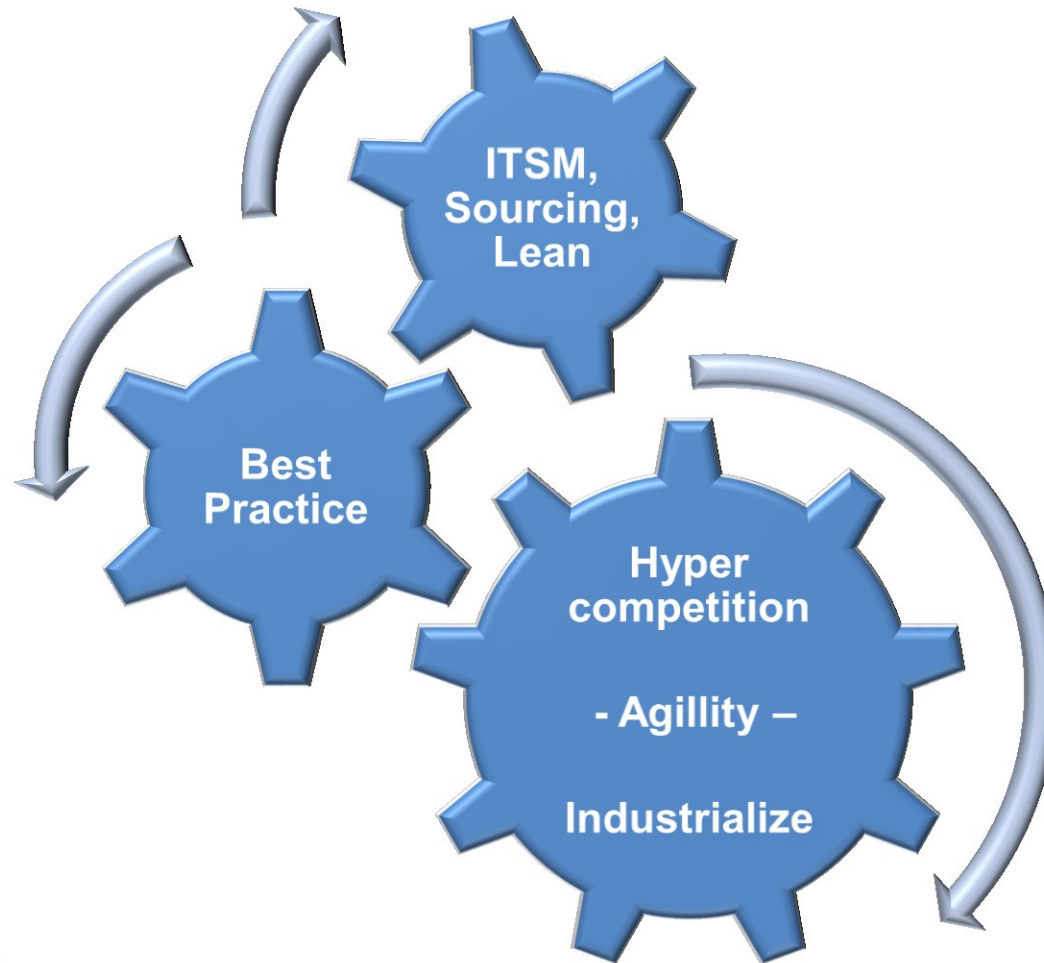 ITSM,
Sourcing,
Lean
Best
Practice
Hyper
competition
- Agillity –
Industrialize